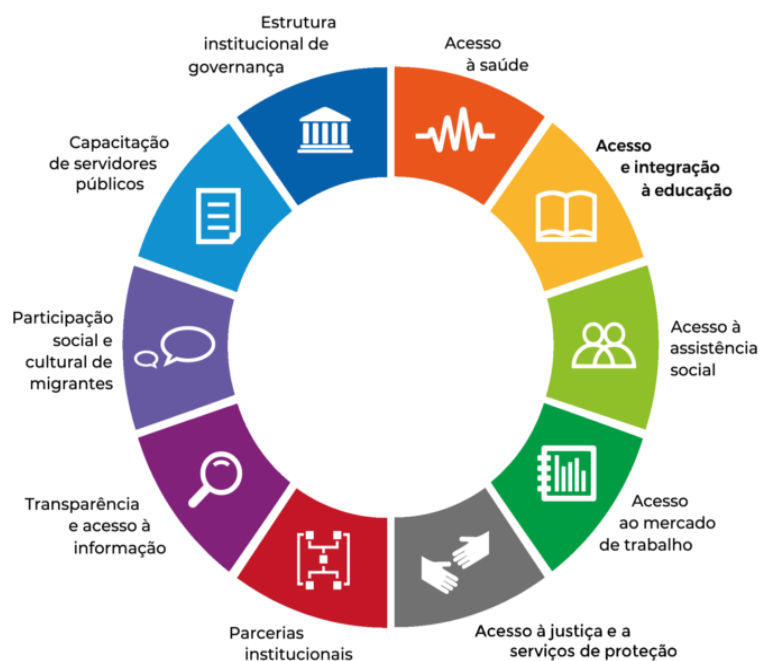 Estrutura
institucional de
governança
Acesso
à saúde
Acesso
e integração
à educação
Acesso à
assistência
social
Acesso
ao mercado
de trabalho
Acesso à justiça e a
serviços de proteção
Parcerias
institucionais
Transparência
e acesso à
informação
Participação
social e
cultural de
migrantes
Capacitação
de servidores
públicos